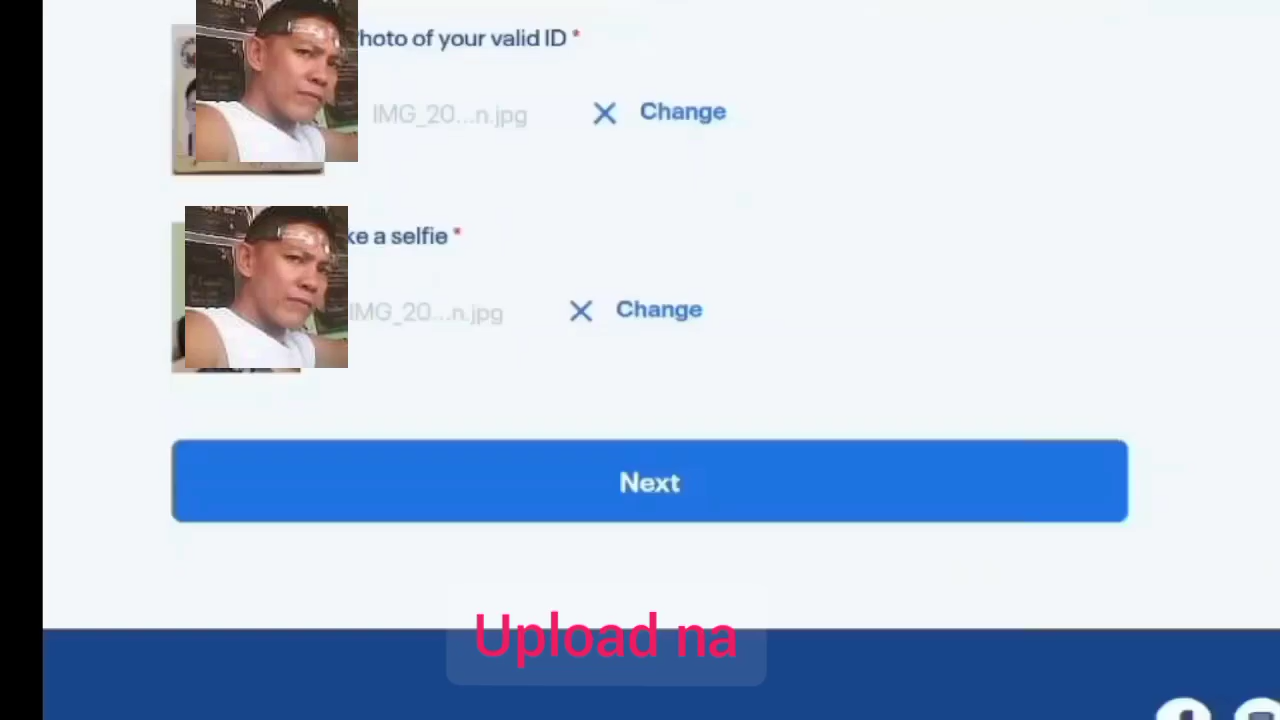 hoto of your valid ID *
IMG_20...n.jpg
Change
ke a selfie *
IMG_20...n.jpg
Change
Next
Upload na